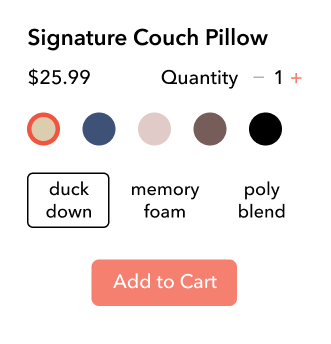 Signature Couch Pillow
$25.99 Quantity − 1 +
duck memory poly
down foam blend
Add to Cart